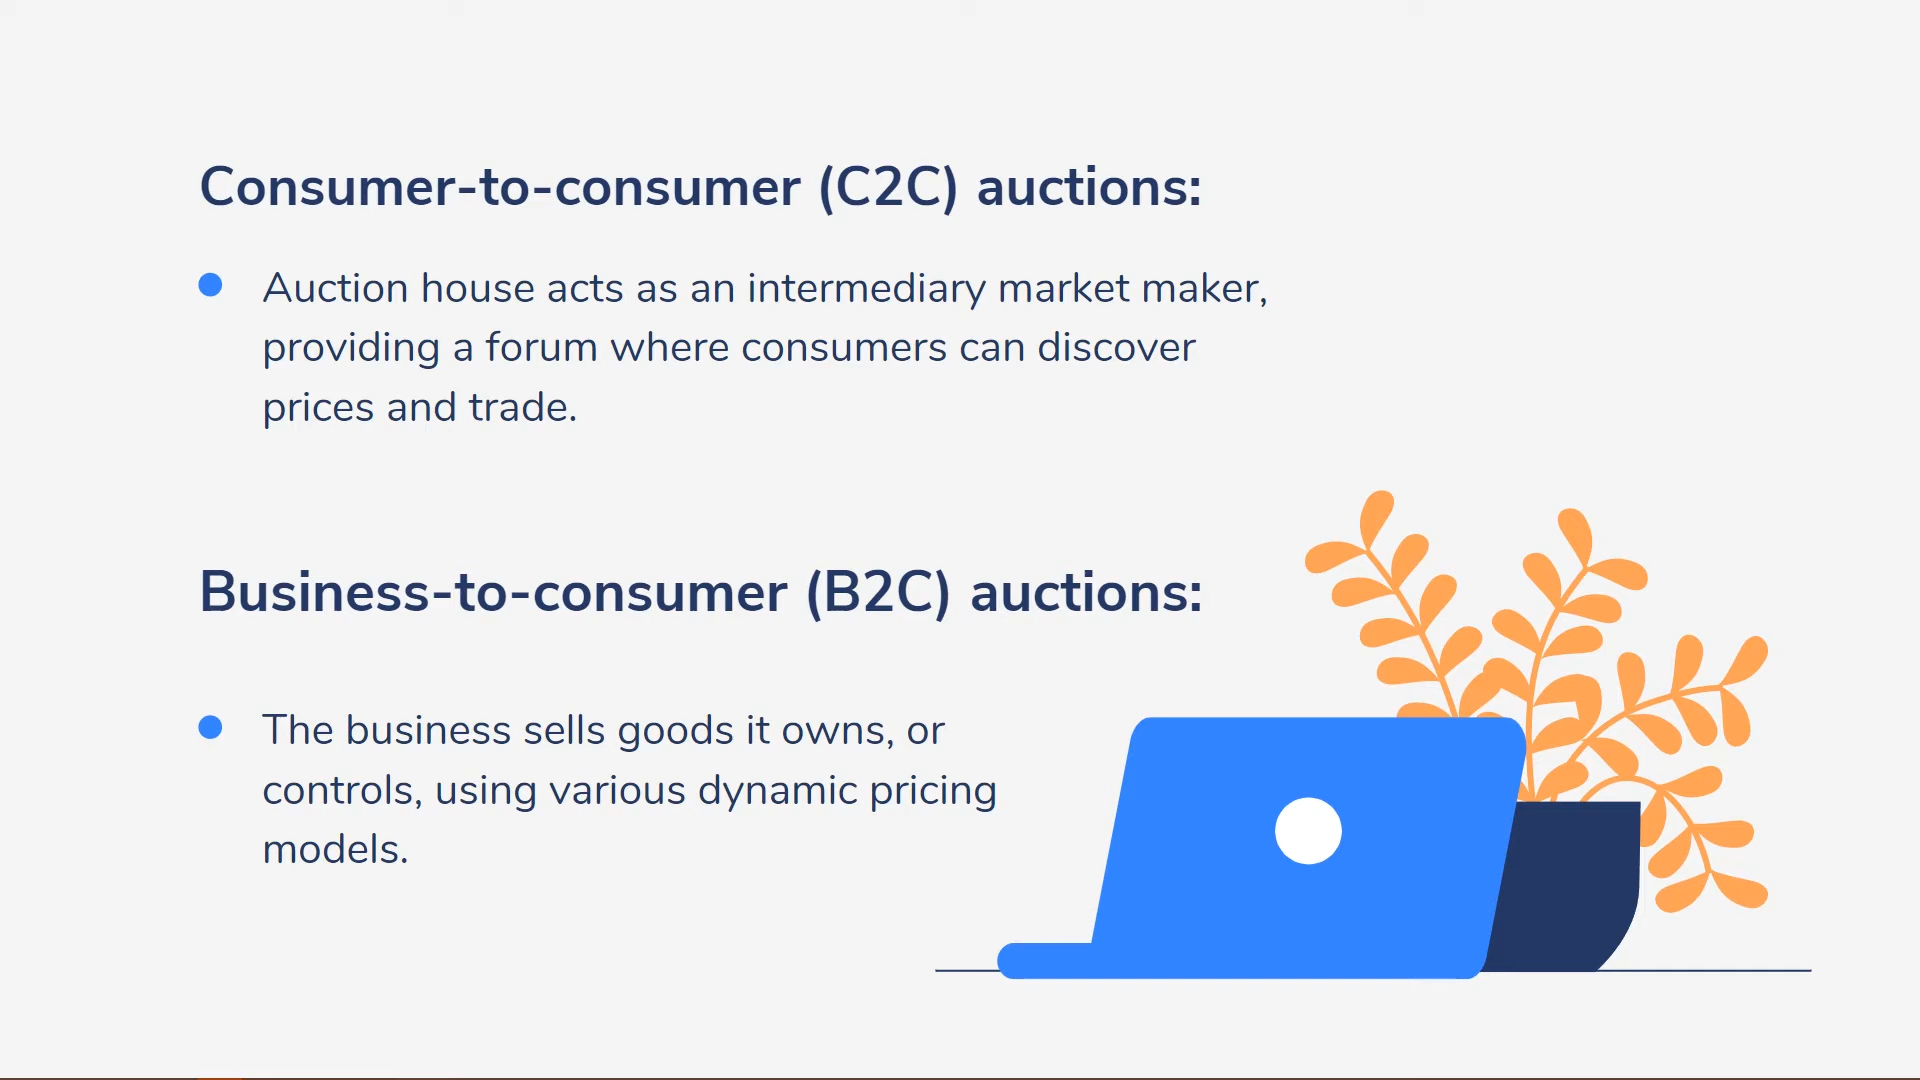 Consumer-to-consumer (C2C) auctions:
Auction house acts as an intermediary market maker,
providing a forum where consumers can discover
prices and trade.
Business-to-consumer (B2C) auctions:
The business sells goods it owns, or
controls, using various dynamic pricing
models.